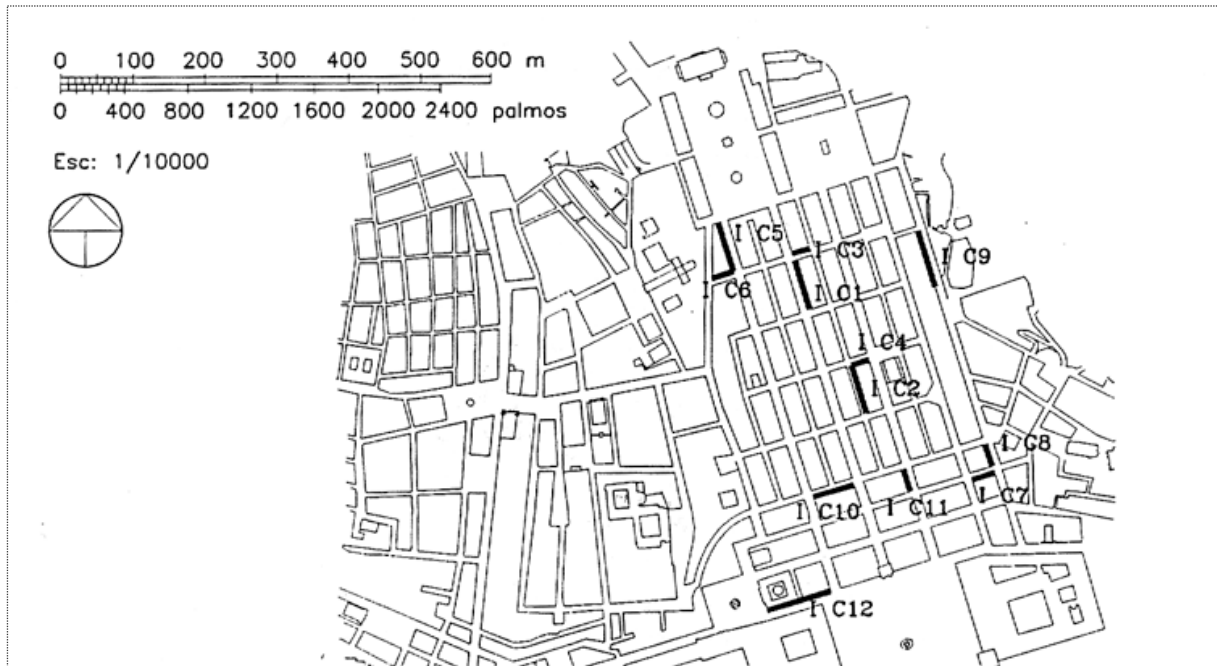 0 100 200 300 400 500 600 m
0 400 800 1200 1600 2000 2400 palmos
Esc: 1/10000
I C5
I C3
I C9
I C6
I C1
I C4
I C2
I C8
I C7
I C10
I C11
I C12